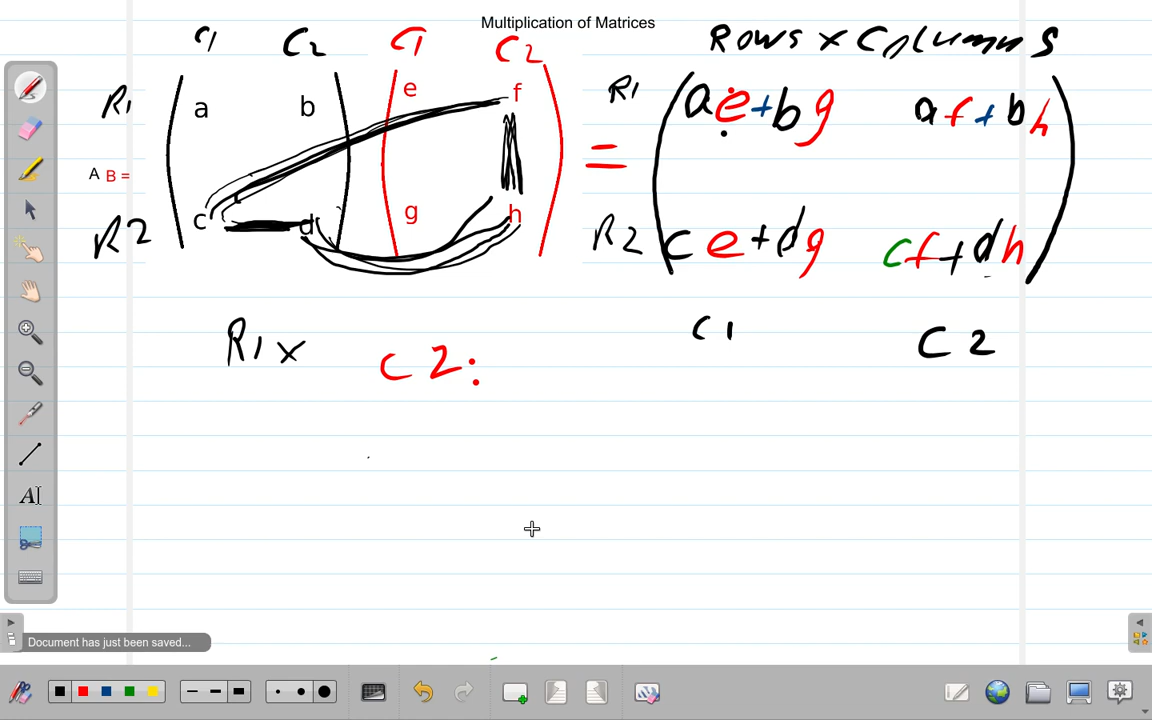 Multiplication of Matrices
C1 C2 C1 C2 Rows x Columns
R1 a b e f R1 ae+bg af+bh
A B = =
R2 c d g h R2 ce+dg cf+dh
R1 x C2: C1 C2
A
Document has just been saved...